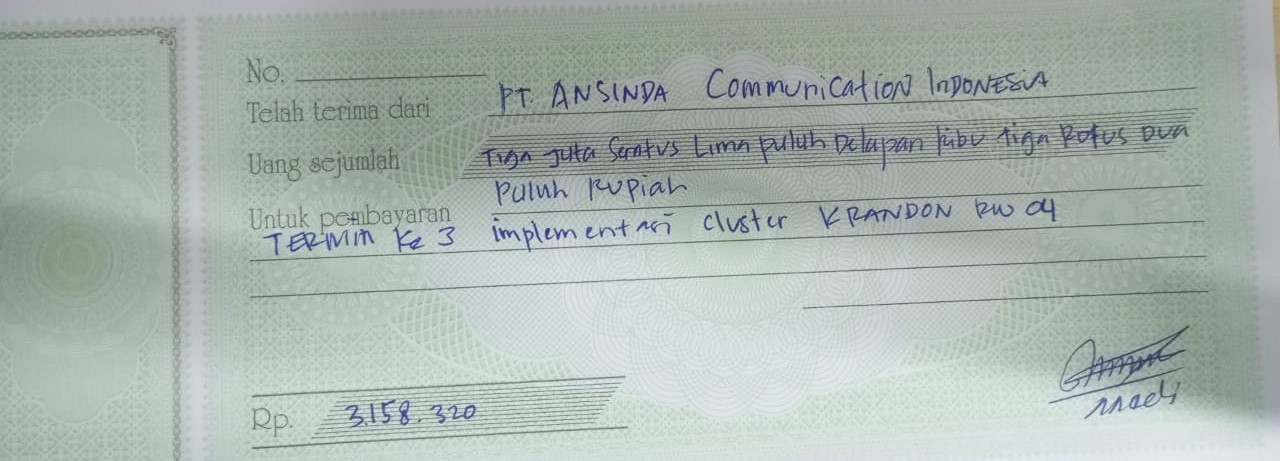 No.
Telah terima dari PT. ANSINDA Communication INDONESIA
Uang sejumlah Tiga Juta Seratus Lima puluh Delapan Ribu tiga Ratus Dua
Puluh Rupiah
Untuk pembayaran
TERMIN Ke 3 implementasi cluster KRANDON RW 04
Rp. 3.158.320